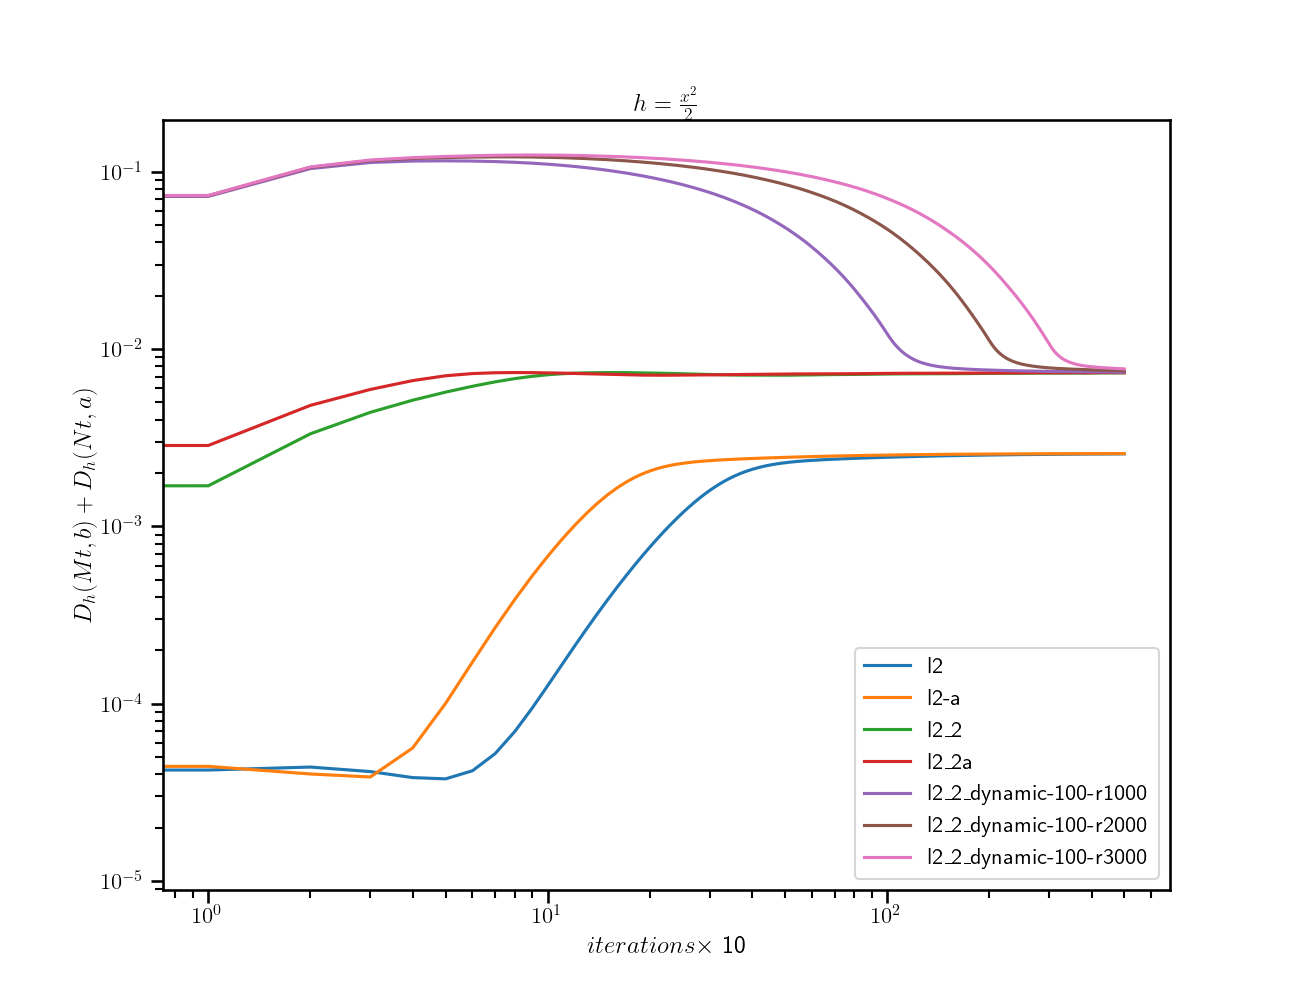 h = x²/2
10⁻¹
10⁻²
10⁻³
10⁻⁴
10⁻⁵
D_h(Mt, b) + D_h(Nt, a)
10⁰
10¹
10²
iterations× 10
l2
l2-a
l2_2
l2_2a
l2_2_dynamic-100-r1000
l2_2_dynamic-100-r2000
l2_2_dynamic-100-r3000